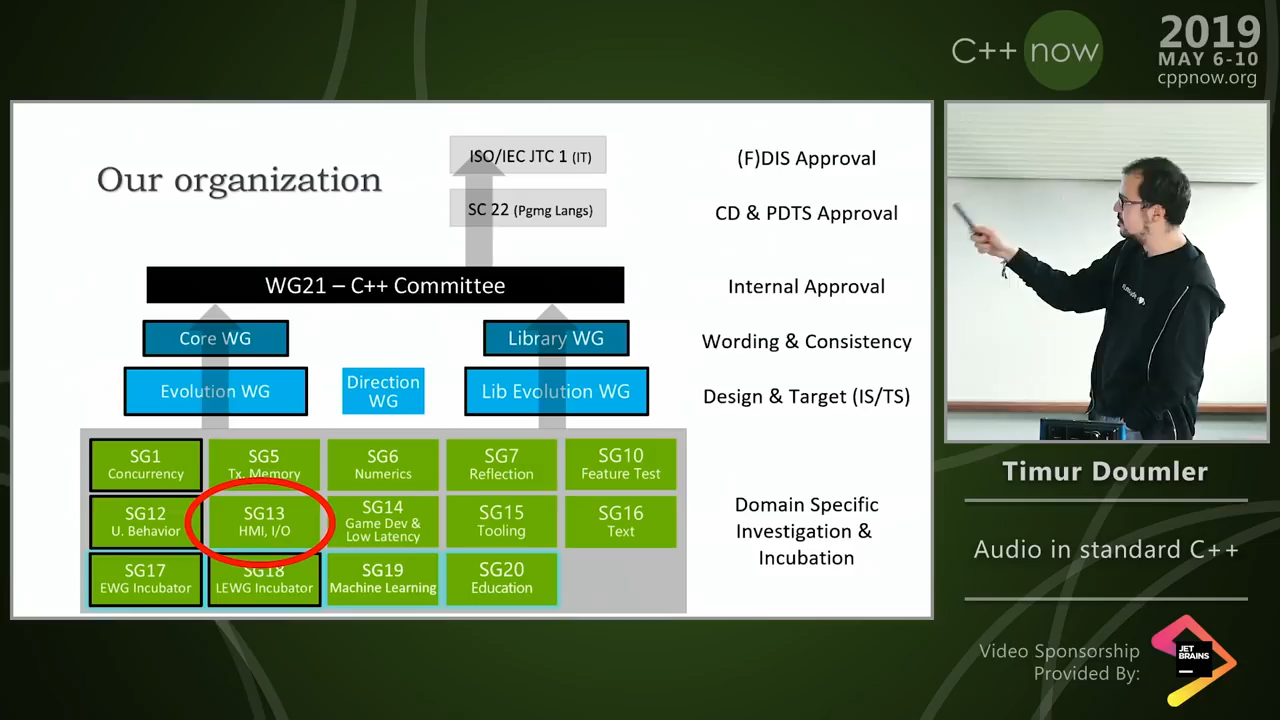 C++ now
2019
MAY 6-10
cppnow.org
Our organization
ISO/IEC JTC 1 (IT)
(F)DIS Approval
SC 22 (Pgmg Langs)
CD & PDTS Approval
WG21 – C++ Committee
Internal Approval
Core WG
Library WG
Wording & Consistency
Evolution WG
Direction
WG
Lib Evolution WG
Design & Target (IS/TS)
SG1
Concurrency
SG5
Tx. Memory
SG6
Numerics
SG7
Reflection
SG10
Feature Test
SG12
U. Behavior
SG13
HMI, I/O
SG14
Game Dev &
Low Latency
SG15
Tooling
SG16
Text
SG17
EWG Incubator
SG18
LEWG Incubator
SG19
Machine Learning
SG20
Education
Domain Specific
Investigation &
Incubation
Timur Doumler
Audio in standard C++
Video Sponsorship
Provided By:
JET
BRAINS